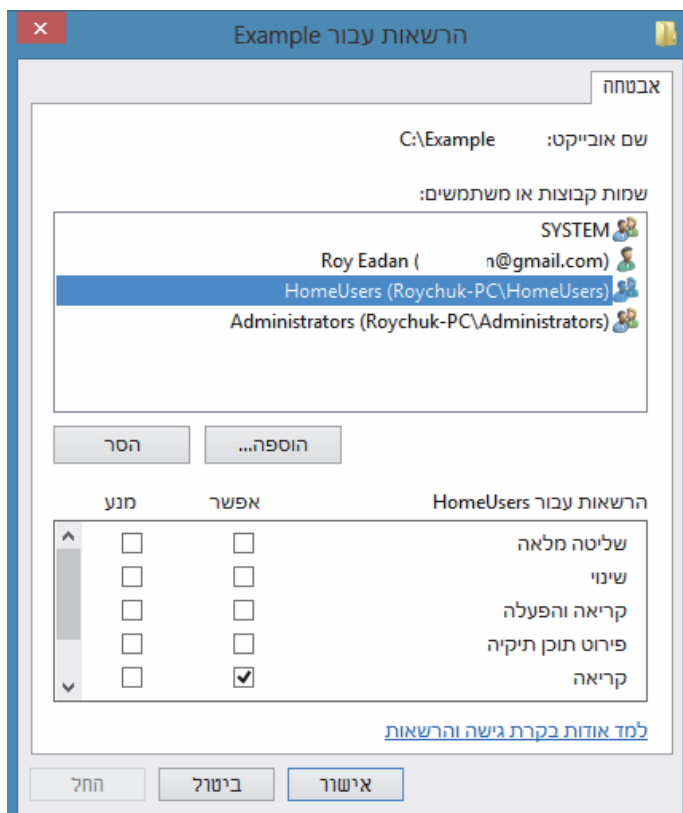 הרשאות עבור Example
אבטחה
שם אובייקט: C:\Example
שמות קבוצות או משתמשים:
SYSTEM
Roy Eadan ( n@gmail.com)
HomeUsers (Roychuk-PC\HomeUsers)
Administrators (Roychuk-PC\Administrators)
הוספה... הסר
הרשאות עבור HomeUsers אפשר מנע
שליטה מלאה
שינוי
קריאה והפעלה
פירוט תוכן תיקיה
קריאה
למד אודות בקרת גישה והרשאות
אישור ביטול החל